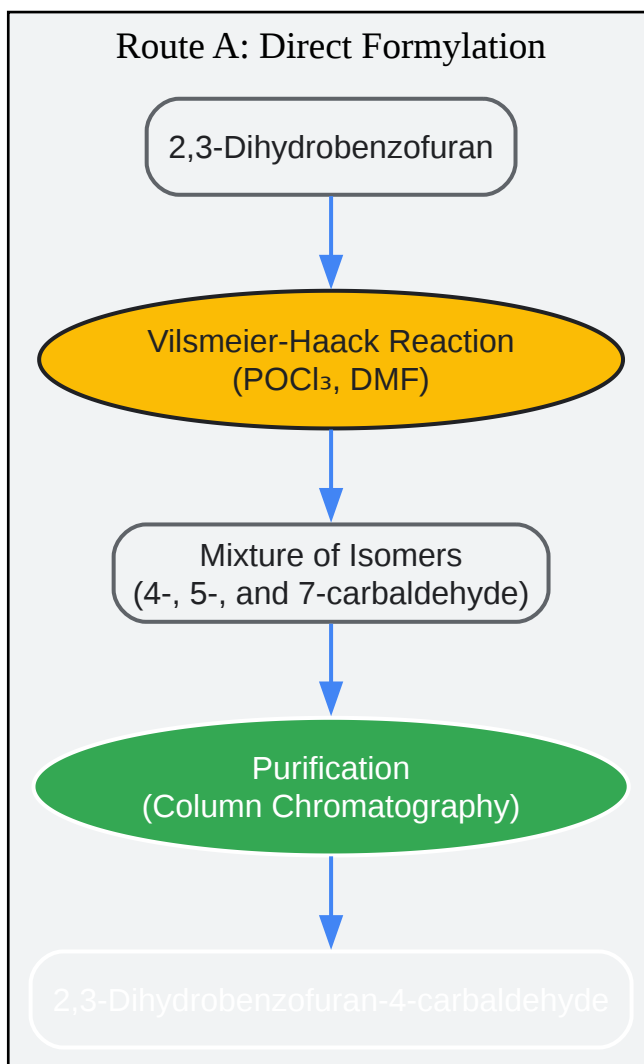 Route A: Direct Formylation
2,3-Dihydrobenzofuran
Vilsmeier-Haack Reaction
(POCl₃, DMF)
Mixture of Isomers
(4-, 5-, and 7-carbaldehyde)
Purification
(Column Chromatography)
2,3-Dihydrobenzofuran-4-carbaldehyde